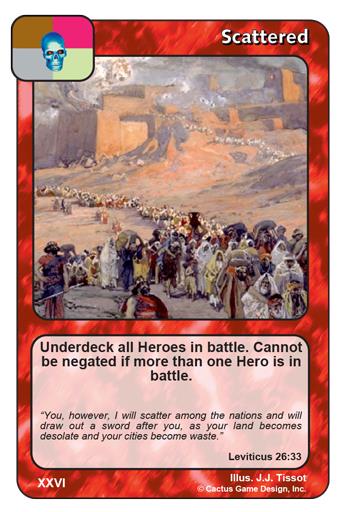 Scattered
Underdeck all Heroes in battle. Cannot
be negated if more than one Hero is in
battle.
“You, however, I will scatter among the nations and will
draw out a sword after you, as your land becomes
desolate and your cities become waste.”
Leviticus 26:33
XXVI
Illus. J.J. Tissot
© Cactus Game Design, Inc.